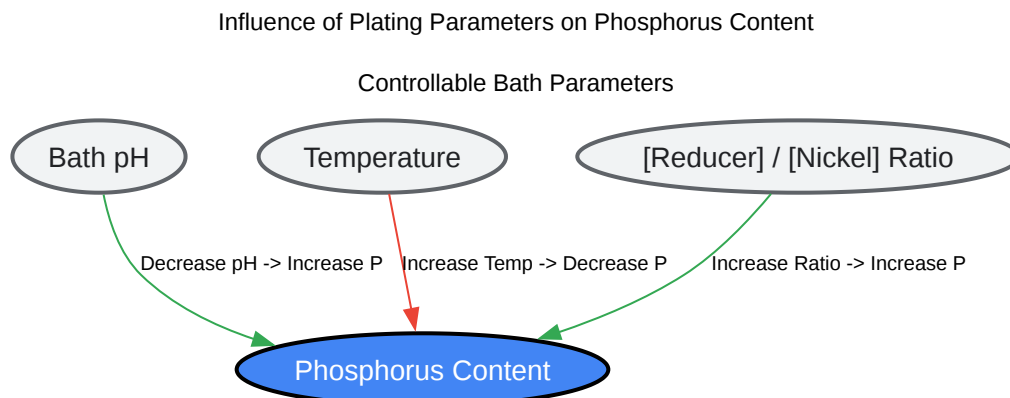 Influence of Plating Parameters on Phosphorus Content
Controllable Bath Parameters
Bath pH
Temperature
[Reducer] / [Nickel] Ratio
Decrease pH -> Increase P
Increase Temp -> Decrease P
Increase Ratio -> Increase P
Phosphorus Content